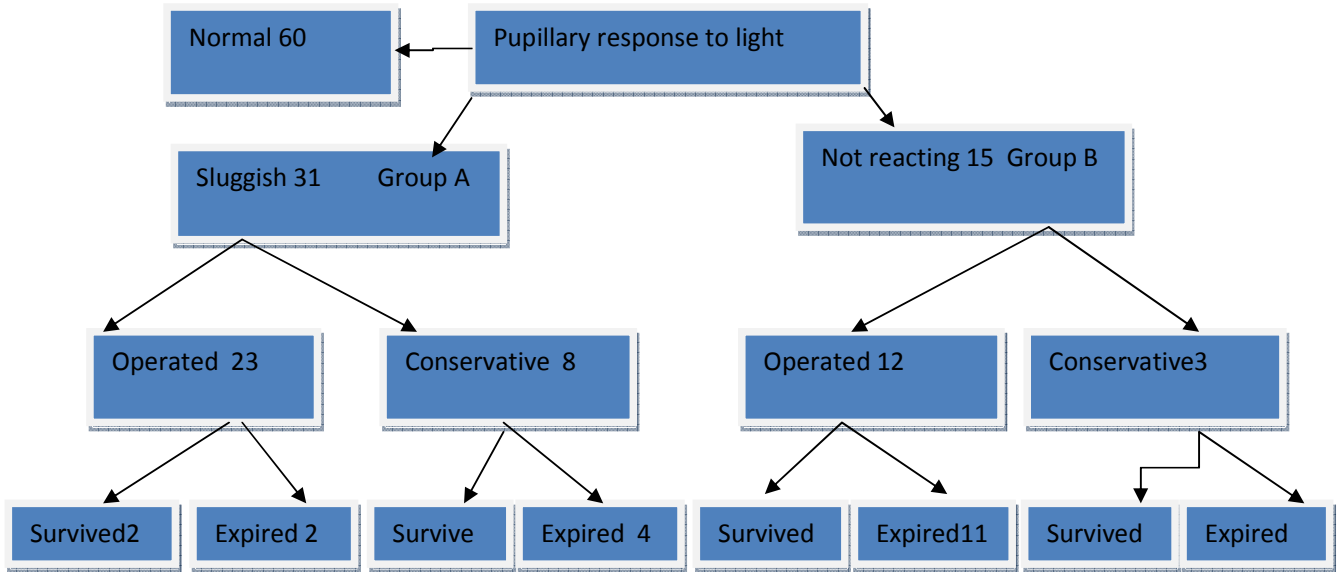 Normal 60
Pupillary response to light
Sluggish 31 Group A
Not reacting 15 Group B
Operated 23
Conservative 8
Operated 12
Conservative3
Survived2
Expired 2
Survive
Expired 4
Survived
Expired11
Survived
Expired